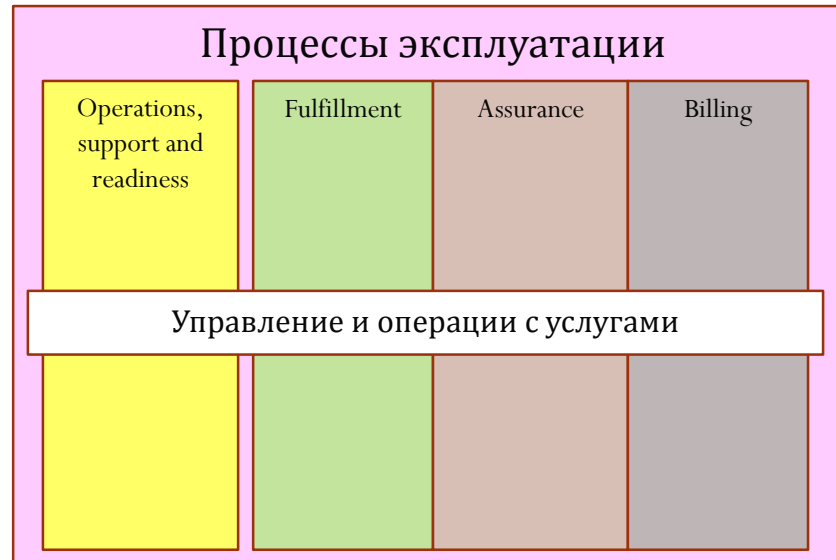 Процессы эксплуатации
Operations,
support and
readiness
Fulfillment
Assurance
Billing
Управление и операции с услугами